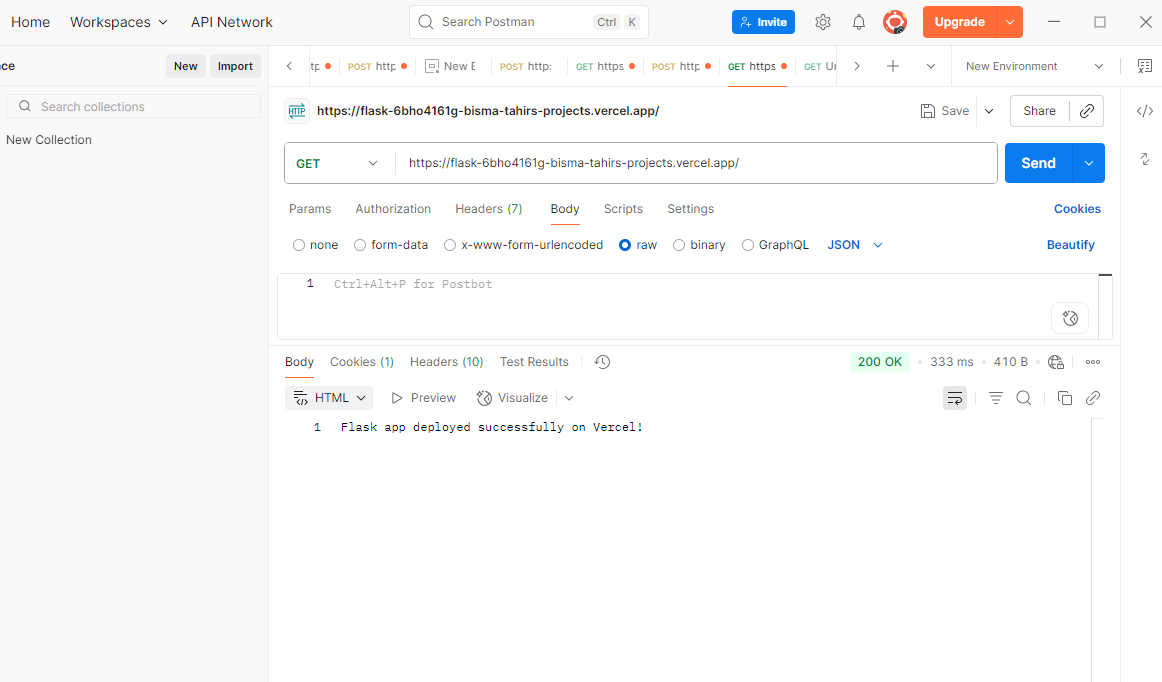 Home Workspaces API Network Search Postman Ctrl K Invite Upgrade
ce New Import
POST http GET https POST http: New E POST http GET https GET
New Environment
Search collections
New Collection
HTTP https://flask-6bho4161g-bisma-tahirs-projects.vercel.app/ Save Share
GET https://flask-6bho4161g-bisma-tahirs-projects.vercel.app/ Send
Params Authorization Headers (7) Body Scripts Settings Cookies
none form-data x-www-form-urlencoded raw binary GraphQL JSON Beautify
1 Ctrl+Alt+P for Postbot
Body Cookies (1) Headers (10) Test Results 200 OK 333 ms 410 B
HTML Preview Visualize
1 Flask app deployed successfully on Vercel!